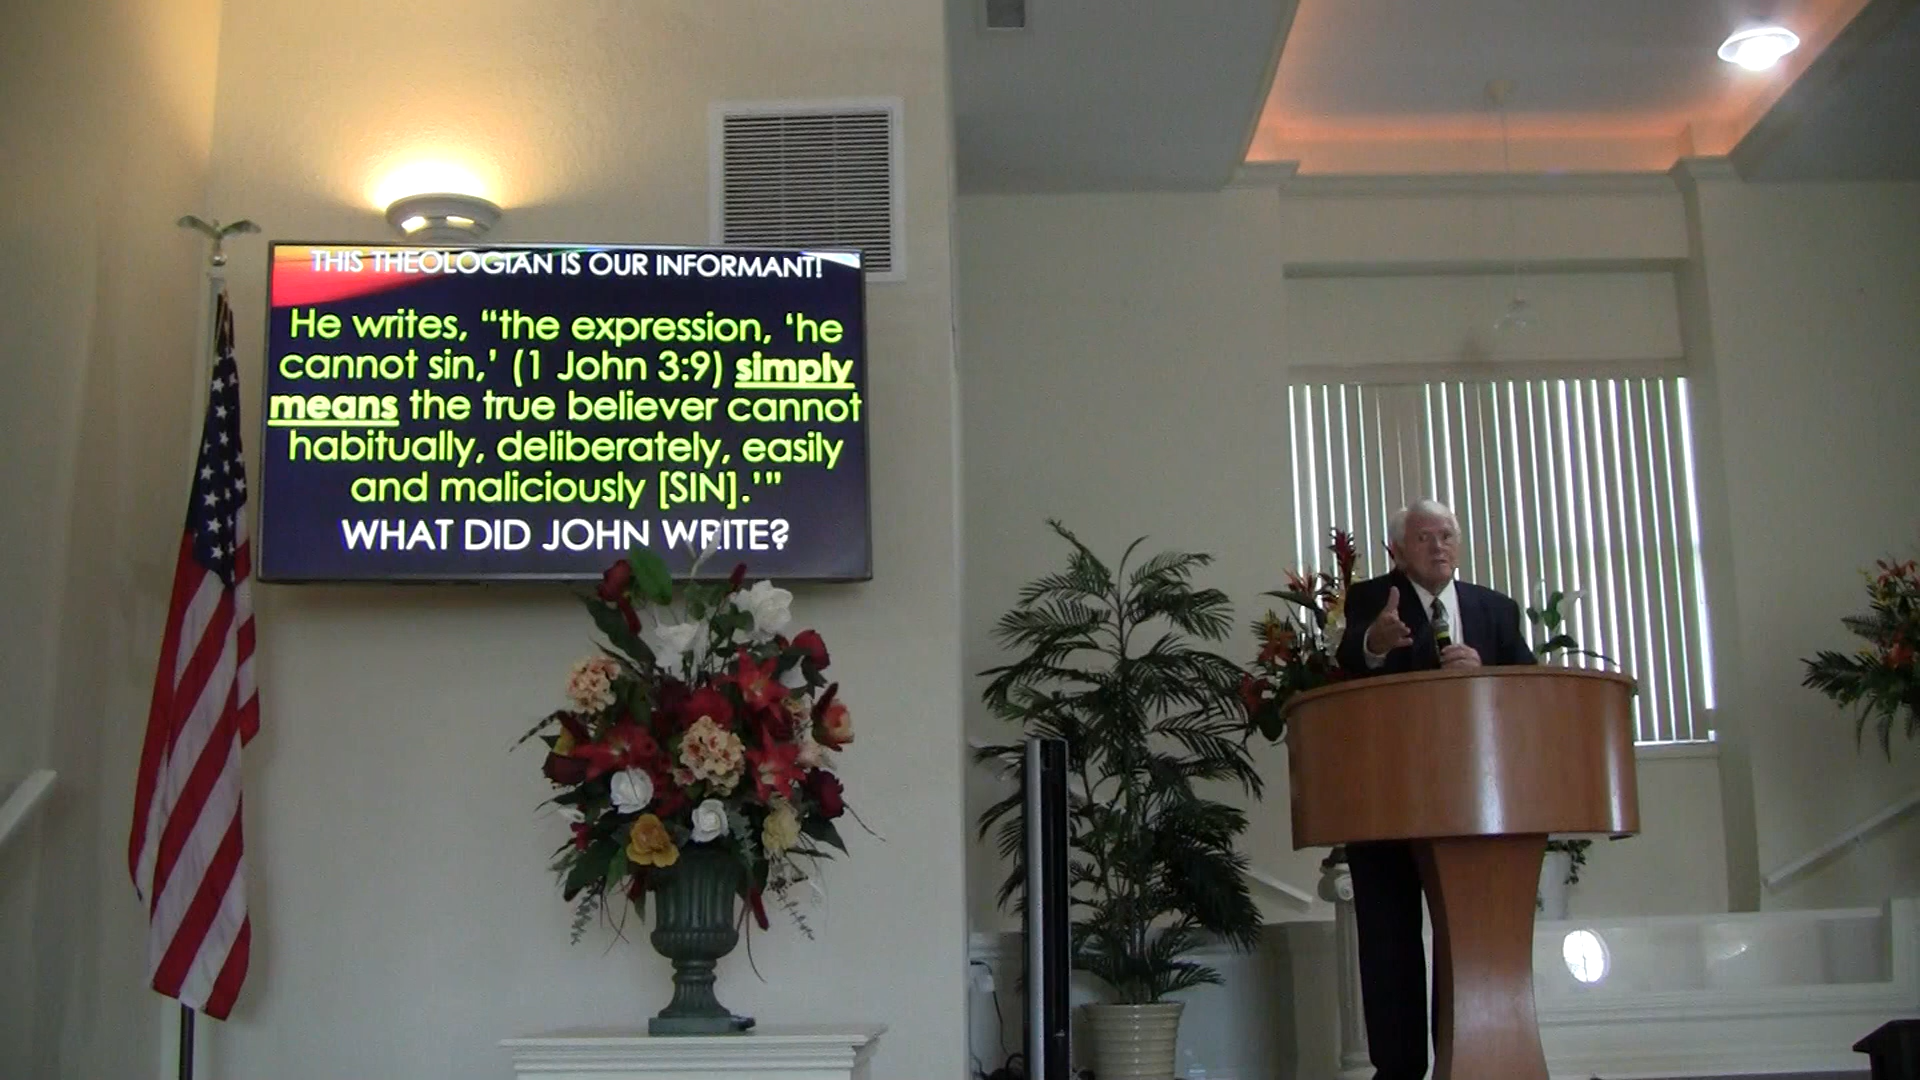 THIS THEOLOGIAN IS OUR INFORMANT!
He writes, “the expression, ‘he
cannot sin,’ (1 John 3:9) simply
means the true believer cannot
habitually, deliberately, easily
and maliciously [SIN].’”
WHAT DID JOHN WRITE?